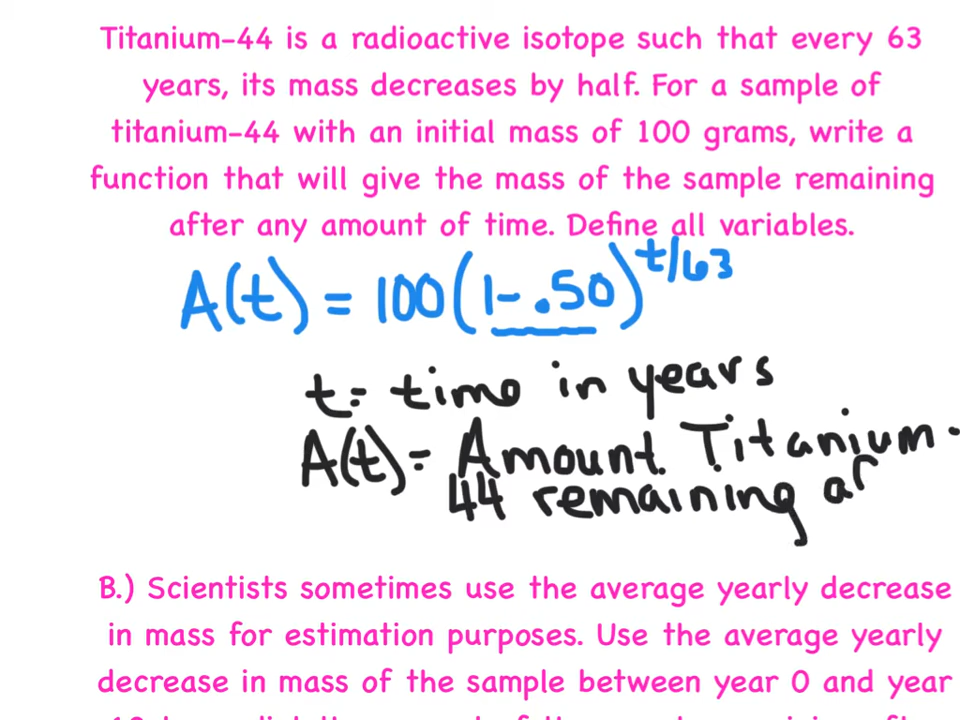 Titanium-44 is a radioactive isotope such that every 63
years, its mass decreases by half. For a sample of
titanium-44 with an initial mass of 100 grams, write a
function that will give the mass of the sample remaining
after any amount of time. Define all variables.
A(t) = 100(1-.50)^t/63
t= time in years
A(t)= Amount Titanium-
44 remaining a
B.) Scientists sometimes use the average yearly decrease
in mass for estimation purposes. Use the average yearly
decrease in mass of the sample between year 0 and year